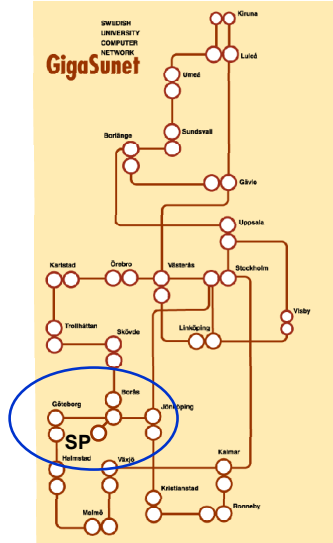 SWEDISH
UNIVERSITY
COMPUTER
NETWORK
GigaSunet
Kiruna
Luleå
Umeå
Sundsvall
Borlänge
Gävle
Uppsala
Karlstad
Örebro
Västerås
Stockholm
Visby
Trollhättan
Skövde
Linköping
Borås
Göteborg
Jönköping
SP
Halmstad
Växjö
Kalmar
Kristianstad
Malmö
Ronneby